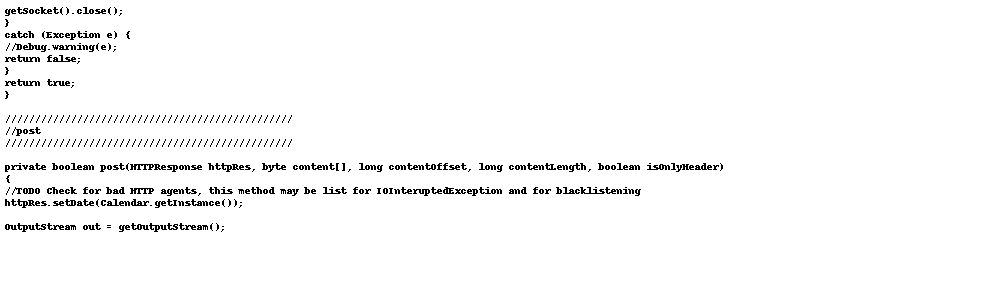 getSocket().close();
}
catch (Exception e) {
//Debug.warning(e);
return false;
}
return true;
}
////////////////////////////////////////////////
//post
////////////////////////////////////////////////
private boolean post(HTTPResponse httpRes, byte content[], long contentOffset, long contentLength, boolean isOnlyHeader)
{
//TODO Check for bad HTTP agents, this method may be list for IOInteruptedException and for blacklistening
httpRes.setDate(Calendar.getInstance());
OutputStream out = getOutputStream();